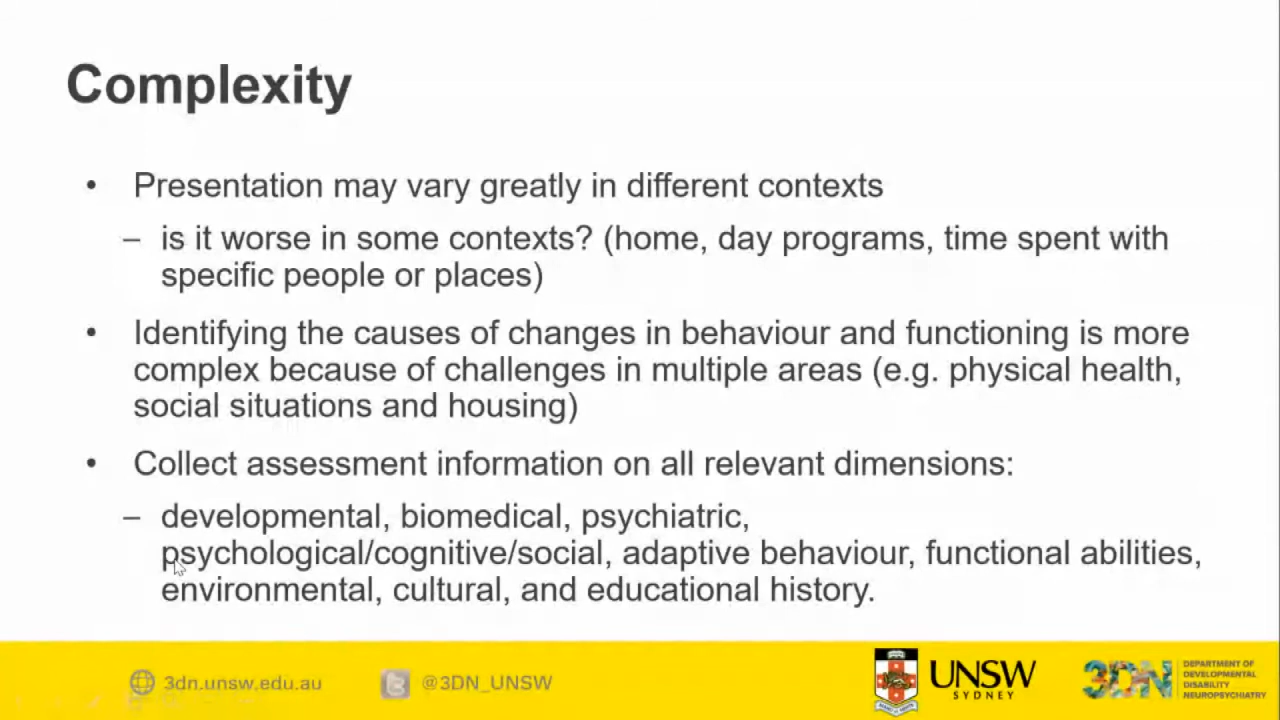 Complexity
• Presentation may vary greatly in different contexts
– is it worse in some contexts? (home, day programs, time spent with
specific people or places)
• Identifying the causes of changes in behaviour and functioning is more
complex because of challenges in multiple areas (e.g. physical health,
social situations and housing)
• Collect assessment information on all relevant dimensions:
– developmental, biomedical, psychiatric,
psychological/cognitive/social, adaptive behaviour, functional abilities,
environmental, cultural, and educational history.
3dn.unsw.edu.au
@3DN_UNSW
UNSW
SYDNEY
3DN
DEPARTMENT OF
DEVELOPMENTAL
DISABILITY
NEUROPSYCHIATRY